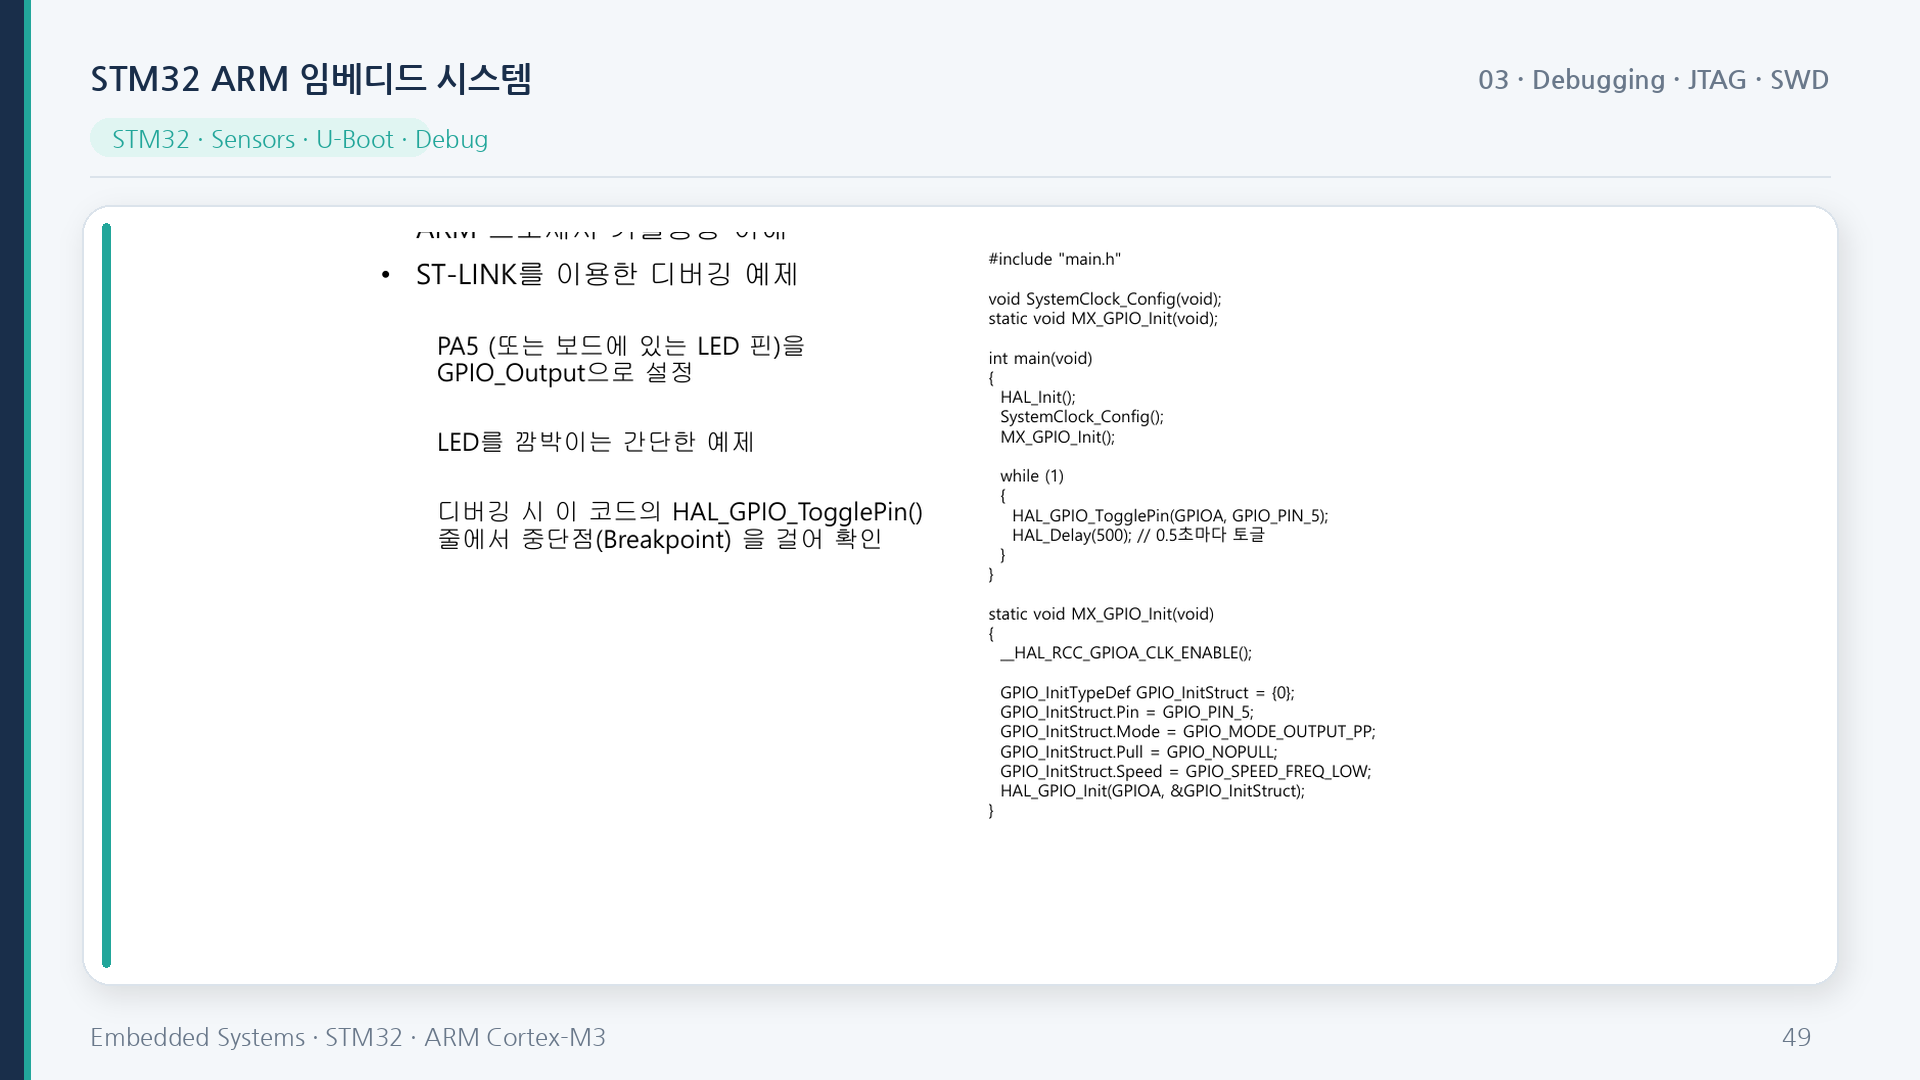 STM32 ARM 임베디드 시스템
03 · Debugging · JTAG · SWD
STM32 · Sensors · U-Boot · Debug
ARM
• ST-LINK를 이용한 디버깅 예제
PA5 (또는 보드에 있는 LED 핀)을
GPIO_Output으로 설정
LED를 깜박이는 간단한 예제
디버깅 시 이 코드의 HAL_GPIO_TogglePin()
줄에서 중단점(Breakpoint) 을 걸어 확인
#include "main.h"
void SystemClock_Config(void);
static void MX_GPIO_Init(void);
int main(void)
{
HAL_Init();
SystemClock_Config();
MX_GPIO_Init();
while (1)
{
HAL_GPIO_TogglePin(GPIOA, GPIO_PIN_5);
HAL_Delay(500); // 0.5초마다 토글
}
}
static void MX_GPIO_Init(void)
{
__HAL_RCC_GPIOA_CLK_ENABLE();
GPIO_InitTypeDef GPIO_InitStruct = {0};
GPIO_InitStruct.Pin = GPIO_PIN_5;
GPIO_InitStruct.Mode = GPIO_MODE_OUTPUT_PP;
GPIO_InitStruct.Pull = GPIO_NOPULL;
GPIO_InitStruct.Speed = GPIO_SPEED_FREQ_LOW;
HAL_GPIO_Init(GPIOA, &GPIO_InitStruct);
}
Embedded Systems · STM32 · ARM Cortex-M3
49